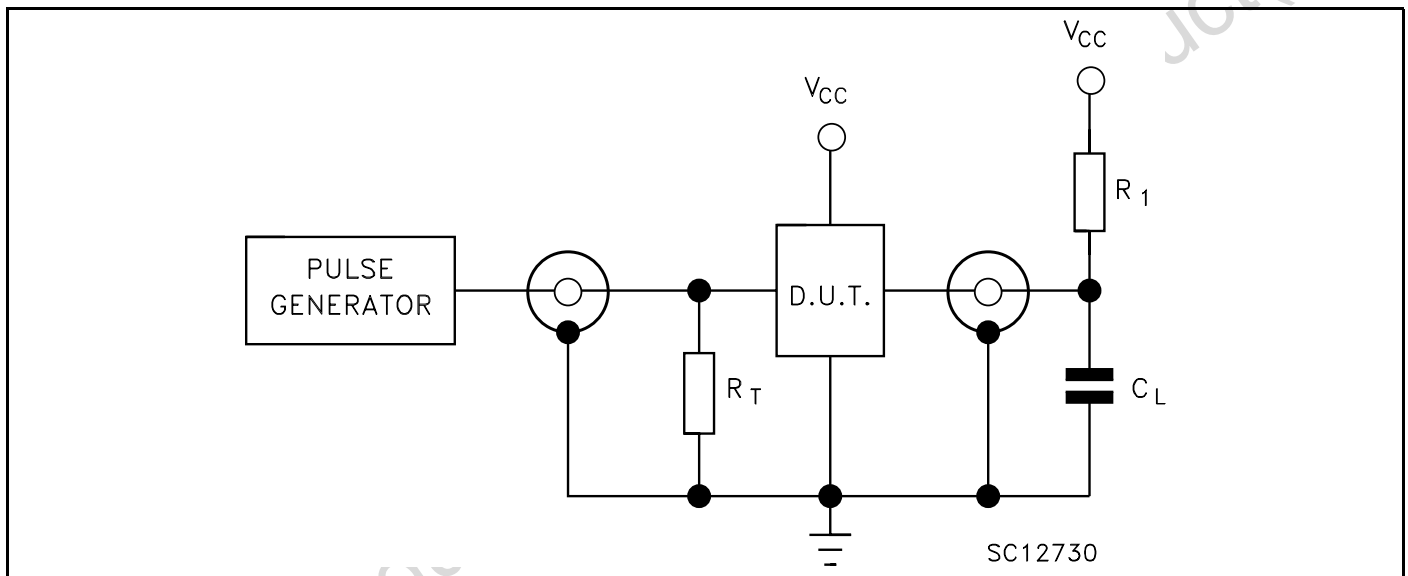 VCC
VCC
R1
PULSE
GENERATOR
D.U.T.
RT
CL
SC12730